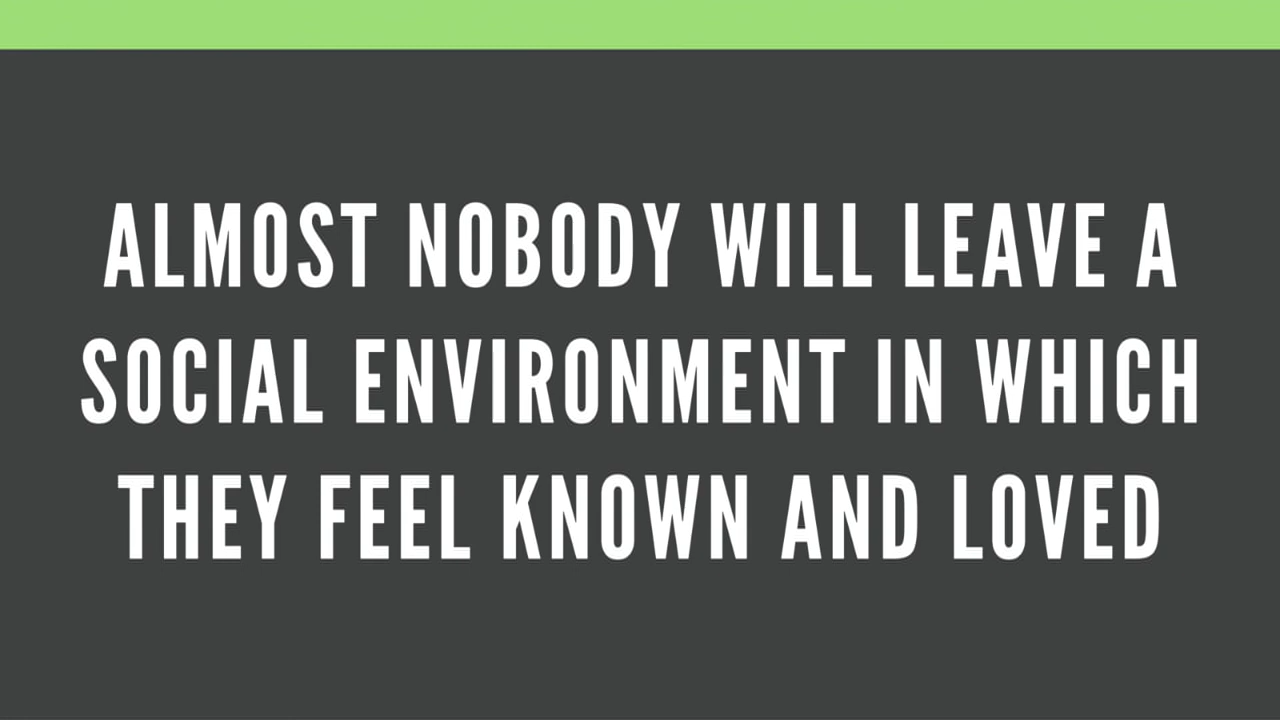 ALMOST NOBODY WILL LEAVE A
SOCIAL ENVIRONMENT IN WHICH
THEY FEEL KNOWN AND LOVED